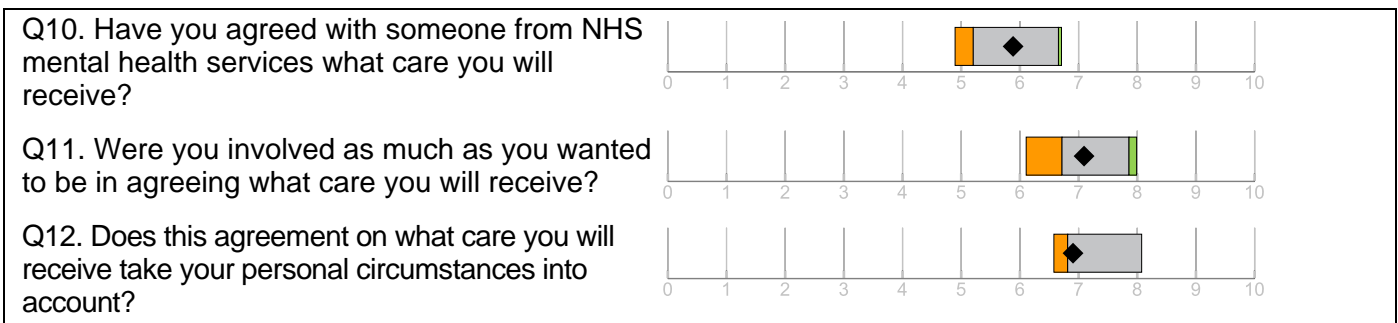 Q10. Have you agreed with someone from NHS
mental health services what care you will
receive?
0 1 2 3 4 5 6 7 8 9 10
Q11. Were you involved as much as you wanted
to be in agreeing what care you will receive?
0 1 2 3 4 5 6 7 8 9 10
Q12. Does this agreement on what care you will
receive take your personal circumstances into
account?
0 1 2 3 4 5 6 7 8 9 10